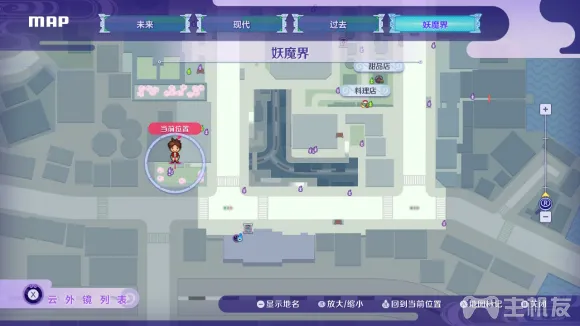 MAP
未来
现代
过去
妖魔界
妖魔界
甜品店
料理店
当前位置
X 云外镜列表
显示地名
放大/缩小
R 回到当前位置
关闭
主机友